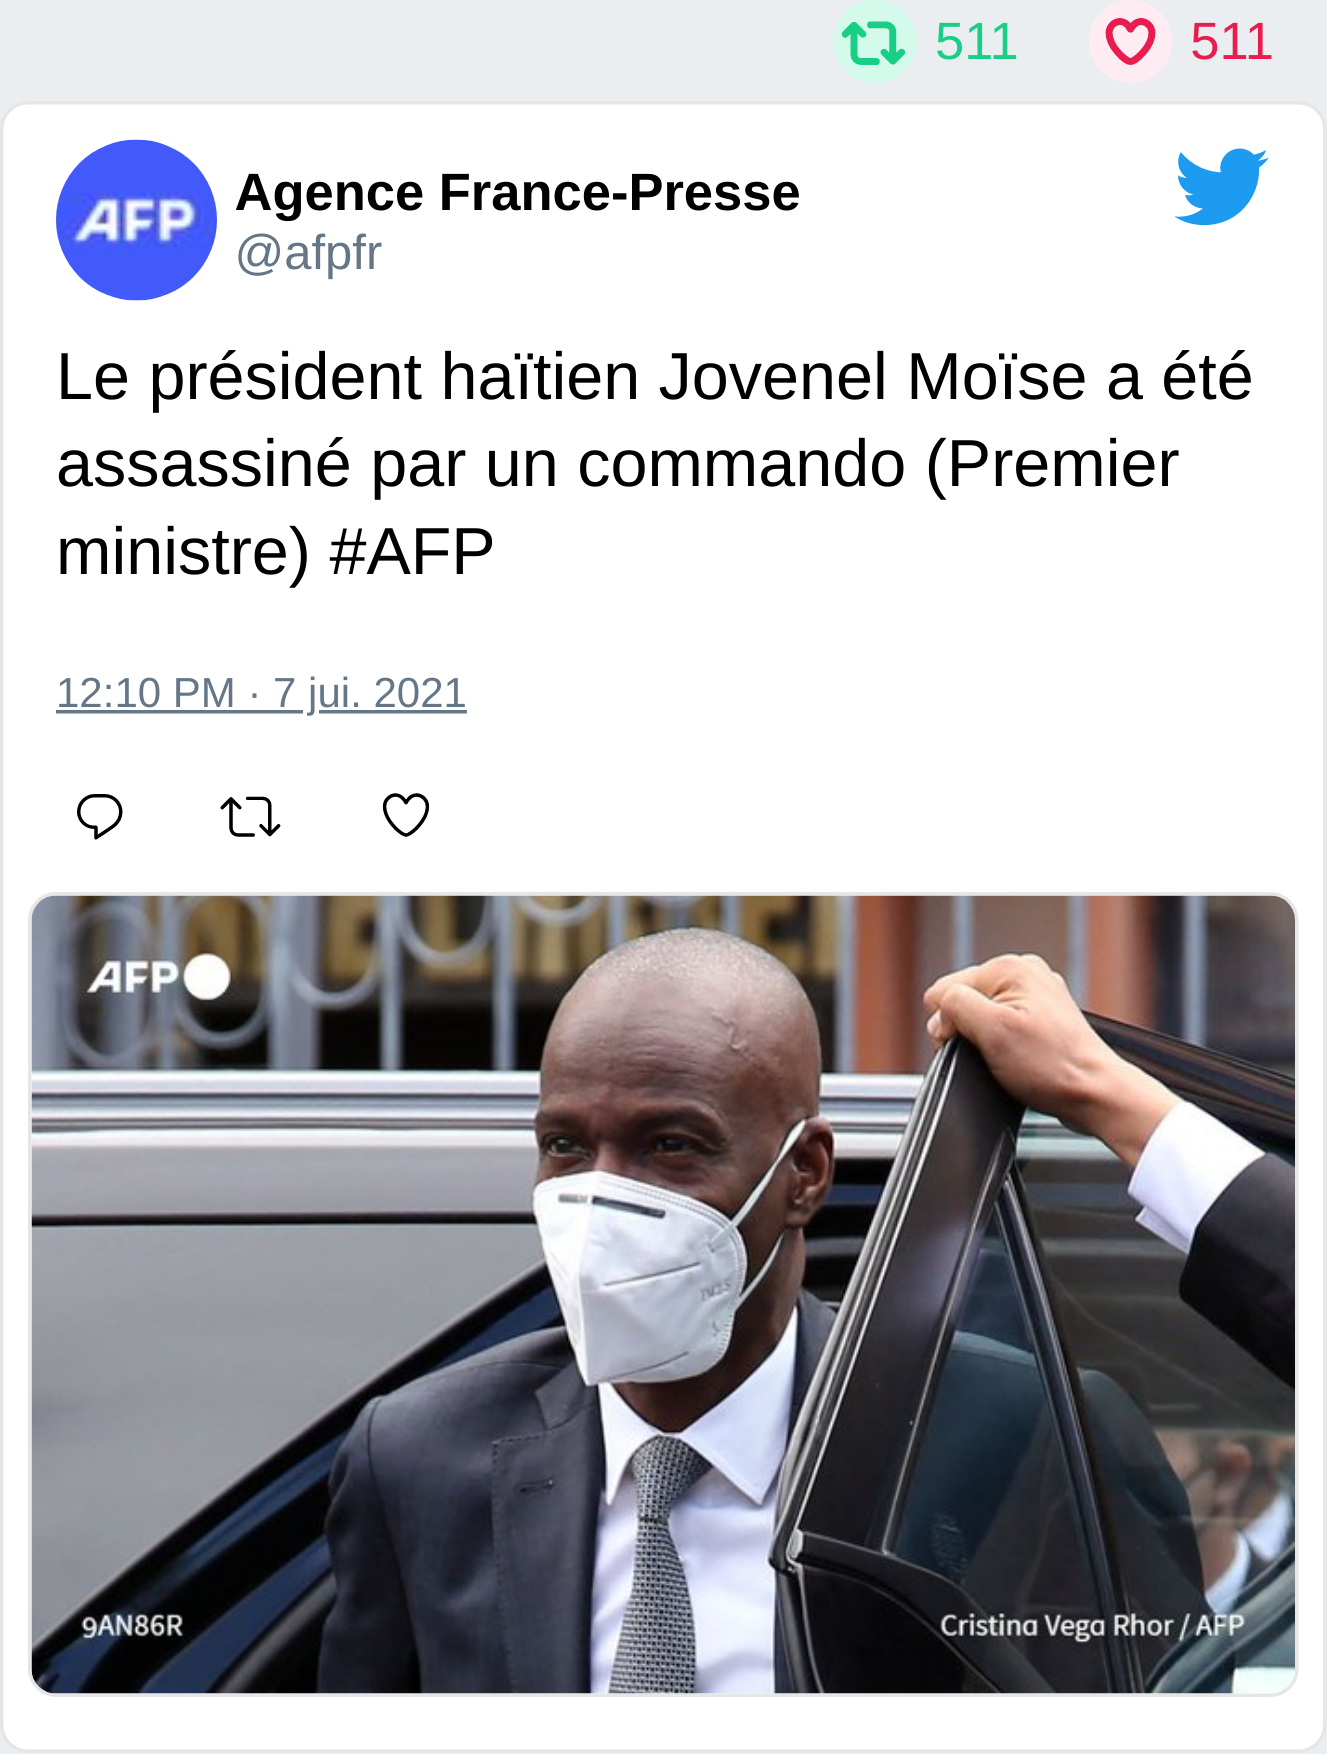 511 511
AFP
Agence France-Presse
@afpfr
Le président haïtien Jovenel Moïse a été
assassiné par un commando (Premier
ministre) #AFP
12:10 PM · 7 jui. 2021
AFP
9AN86R
Cristina Vega Rhor / AFP